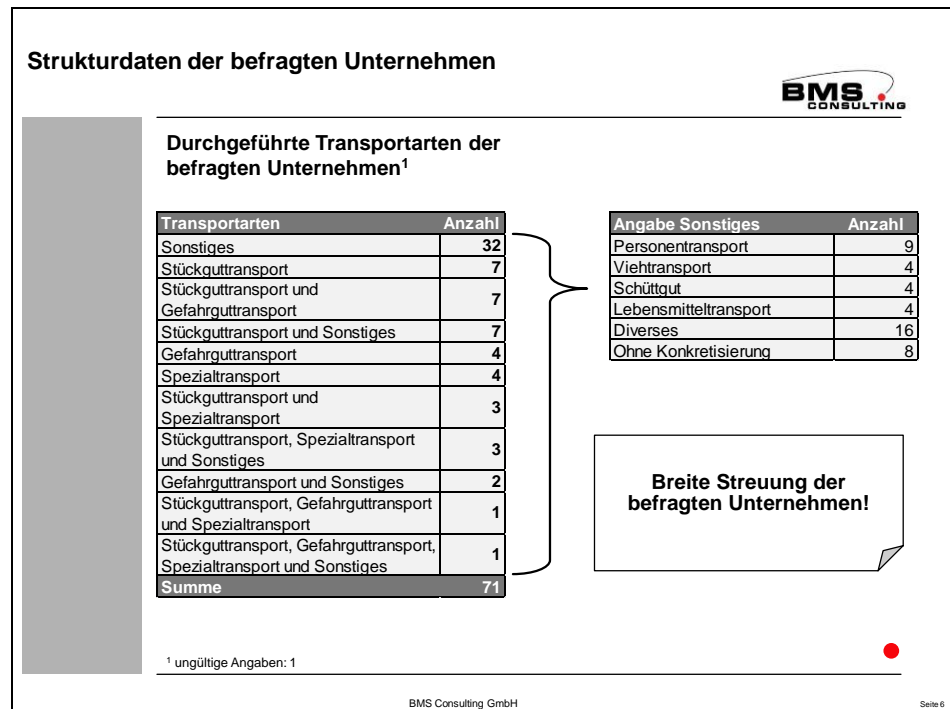 Strukturdaten der befragten Unternehmen
BMS
CONSULTING
Durchgeführte Transportarten der
befragten Unternehmen¹
Transportarten Anzahl
Sonstiges 32
Stückguttransport 7
Stückguttransport und
Gefahrguttransport 7
Stückguttransport und Sonstiges 7
Gefahrguttransport 4
Spezialtransport 4
Stückguttransport und
Spezialtransport 3
Stückguttransport, Spezialtransport
und Sonstiges 3
Gefahrguttransport und Sonstiges 2
Stückguttransport, Gefahrguttransport
und Spezialtransport 1
Stückguttransport, Gefahrguttransport,
Spezialtransport und Sonstiges 1
Summe 71
Angabe Sonstiges Anzahl
Personentransport 9
Viehtransport 4
Schüttgut 4
Lebensmitteltransport 4
Diverses 16
Ohne Konkretisierung 8
Breite Streuung der
befragten Unternehmen!
¹ ungültige Angaben: 1
BMS Consulting GmbH
Seite 6